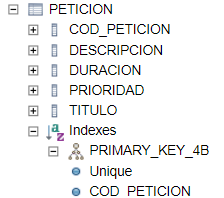 PETICION
COD_PETICION
DESCRIPCION
DURACION
PRIORIDAD
TITULO
Indexes
PRIMARY_KEY_4B
Unique
COD_PETICION